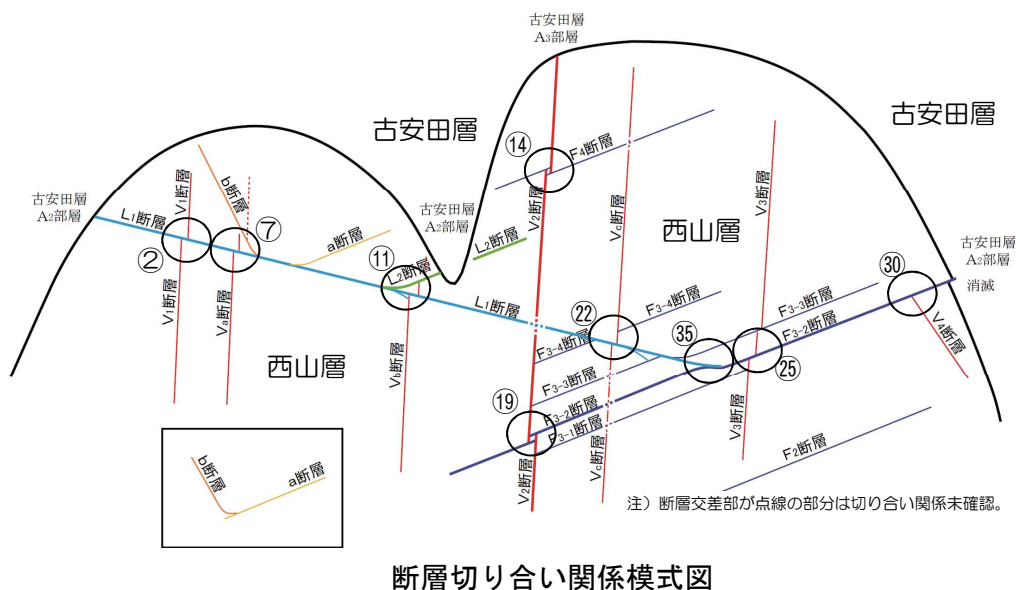 古安田層
A3部層
古安田層
古安田層
古安田層
A2部層
古安田層
A2部層
古安田層
A2部層
消滅
西山層
西山層
⑭
F4断層
V2断層
Vc断層
V3断層
b断層
V1断層
⑦
a断層
L1断層
②
V1断層
Va断層
⑪
L2断層
L2断層
L1断層
Vb断層
㉒
F3-4断層
F3-4断層
㉟
F3-3断層
F3-3断層
F3-2断層
㉚
V4断層
㉕
⑲
F3-2断層
F3-1断層
V2断層
Vc断層
V3断層
F2断層
b断層
a断層
注）断層交差部が点線の部分は切り合い関係未確認。
断層切り合い関係模式図